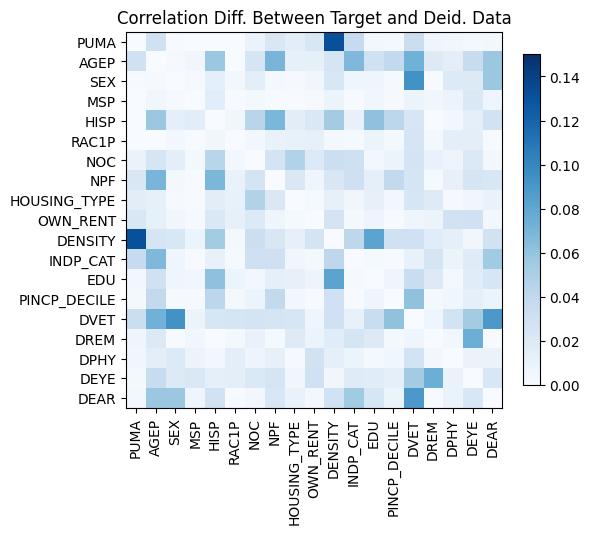 Correlation Diff. Between Target and Deid. Data
PUMA
AGEP
SEX
MSP
HISP
RAC1P
NOC
NPF
HOUSING_TYPE
OWN_RENT
DENSITY
INDP_CAT
EDU
PINCP_DECILE
DVET
DREM
DPHY
DEYE
DEAR
PUMA
AGEP
SEX
MSP
HISP
RAC1P
NOC
NPF
HOUSING_TYPE
OWN_RENT
DENSITY
INDP_CAT
EDU
PINCP_DECILE
DVET
DREM
DPHY
DEYE
DEAR
0.14
0.12
0.10
0.08
0.06
0.04
0.02
0.00